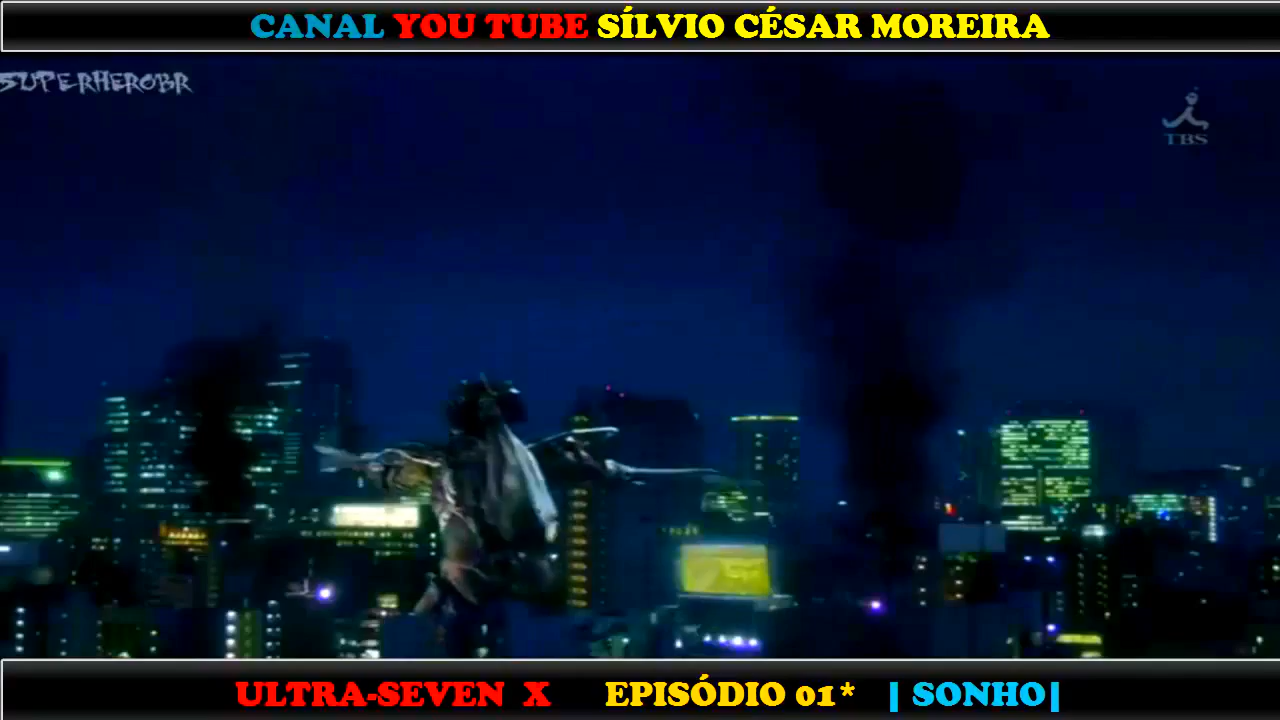 CANAL YOU TUBE SÍLVIO CÉSAR MOREIRA
SUPERHEROBR
TBS
ULTRA-SEVEN X EPISÓDIO 01* | SONHO|